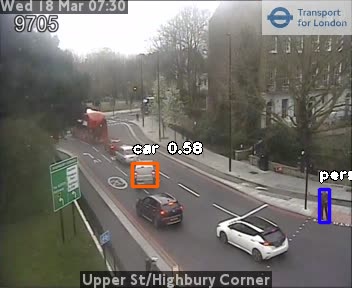 Wed 18 Mar 07:30
9705
Transport
for London
car 0.58
pers
Upper St/Highbury Corner